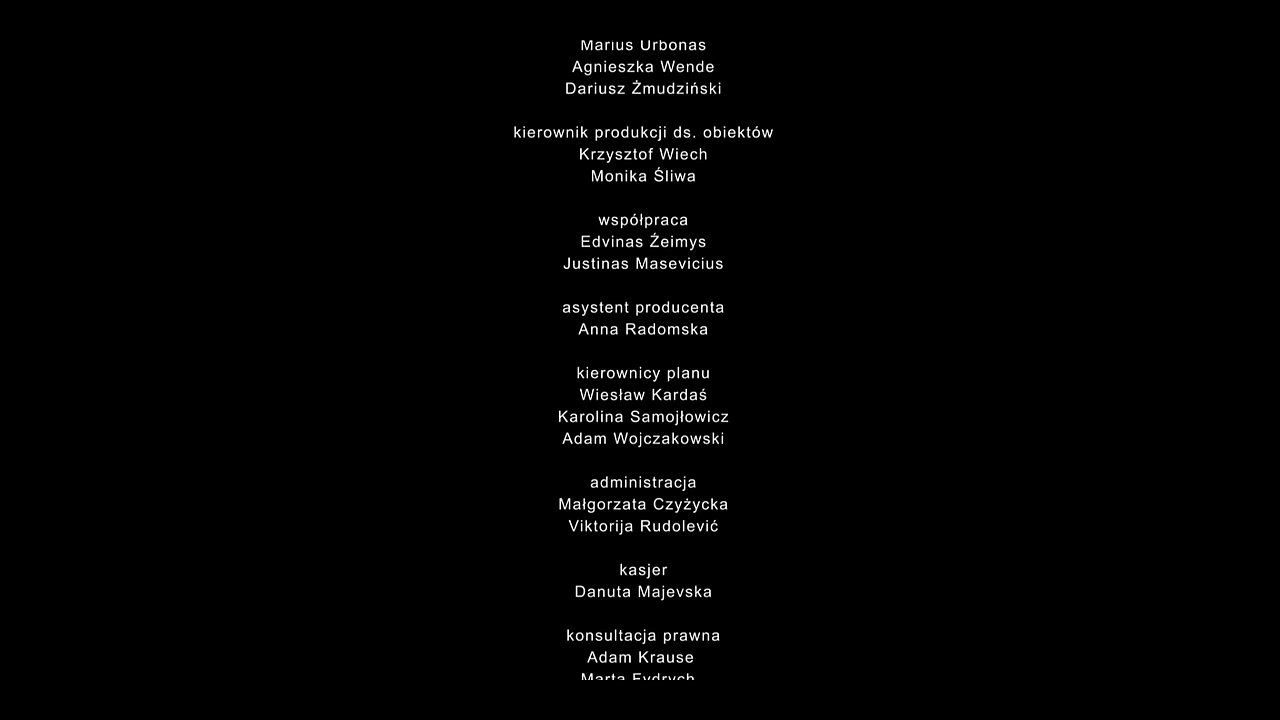 Marius Urbonas
Agnieszka Wende
Dariusz Żmudziński
kierownik produkcji ds. obiektów
Krzysztof Wiech
Monika Śliwa
współpraca
Edvinas Żeimys
Justinas Masevicius
asystent producenta
Anna Radomska
kierownicy planu
Wiesław Kardaś
Karolina Samojłowicz
Adam Wojczakowski
administracja
Małgorzata Czyżycka
Viktorija Rudolević
kasjer
Danuta Majevska
konsultacja prawna
Adam Krause
Marta Fydrych